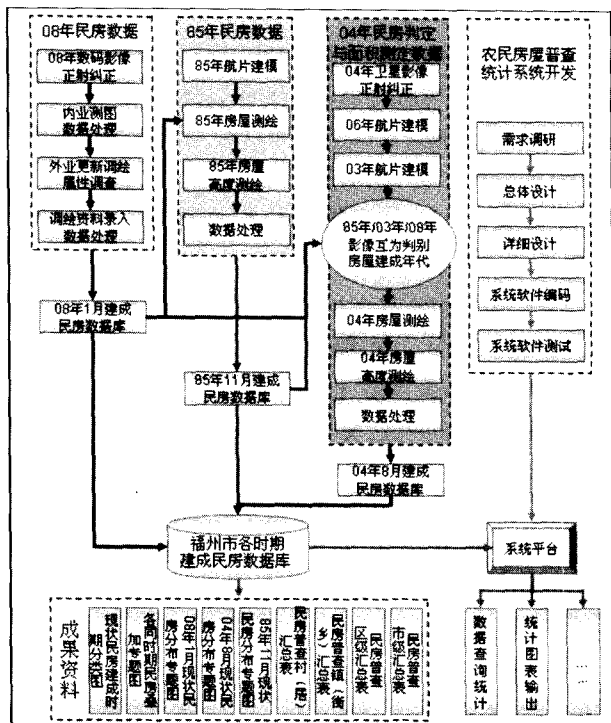 08年民房数据
08年数码影像
正射纠正
内业测图
数据处理
外业更新调绘
属性调查
调绘资料录入
数据处理
08年1月建成
民房数据库
85年民房数据
85年航片建模
85年房屋测绘
85年房屋
高度测绘
数据处理
85年11月建成
民房数据库
04年民房判定
与面积测定数据
04年卫星影像
正射纠正
06年航片建模
03年航片建模
85年/03年/08年
影像互为判别
房屋建成年代
04年房屋测绘
04年房屋
高度测绘
数据处理
04年8月建成
民房数据库
农民房屋普查
统计系统开发
需求调研
总体设计
详细设计
系统软件编码
系统软件测试
福州市各时期
建成民房数据库
系统平台
成果资料
现状民房建成时
期分类图
各同时期民房叠
加专题图
08年1月现状民
房分布专题图
04年8月现状民
房分布专题图
85年11月现状
民房分布专题图
民房普查村（居）
汇总表
民房普查镇（街
乡）汇总表
民房普查
区级汇总表
民房普查
市级汇总表
数据查询统计
统计图表输出
……